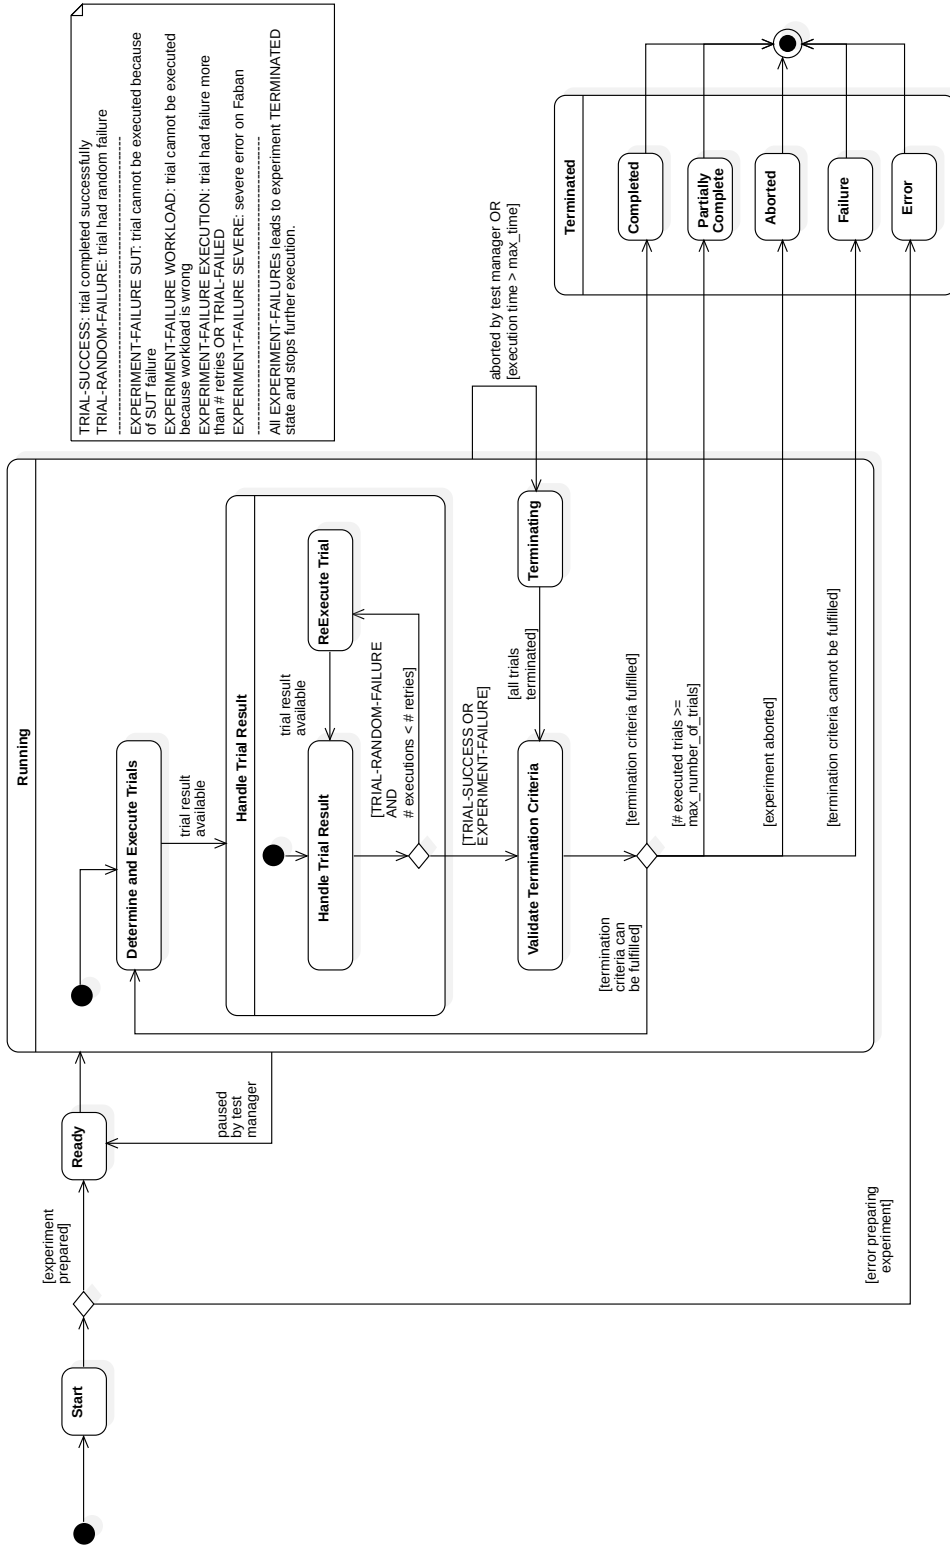 Start
[experiment
prepared]
Ready
paused
by test
manager
[error preparing
experiment]
Running
Determine and Execute Trials
trial result
available
Handle Trial Result
Handle Trial Result
trial result
available
ReExecute Trial
[TRIAL-RANDOM-FAILURE
AND
# executions < # retries]
[TRIAL-SUCCESS OR
EXPERIMENT-FAILURE]
Validate Termination Criteria
[all trials
terminated]
Terminating
aborted by test manager OR
[execution time > max_time]
[termination
criteria can
be fulfilled]
[termination criteria fulfilled]
[# executed trials >=
max_number_of_trials]
[experiment aborted]
[termination criteria cannot be fulfilled]
Terminated
Completed
Partially
Complete
Aborted
Failure
Error
TRIAL-SUCCESS: trial completed successfully
TRIAL-RANDOM-FAILURE: trial had random failure
EXPERIMENT-FAILURE SUT: trial cannot be executed because
of SUT failure
EXPERIMENT-FAILURE WORKLOAD: trial cannot be executed
because workload is wrong
EXPERIMENT-FAILURE EXECUTION: trial had failure more
than # retries OR TRIAL-FAILED
EXPERIMENT-FAILURE SEVERE: severe error on Faban
All EXPERIMENT-FAILUREs leads to experiment TERMINATED
state and stops further execution.